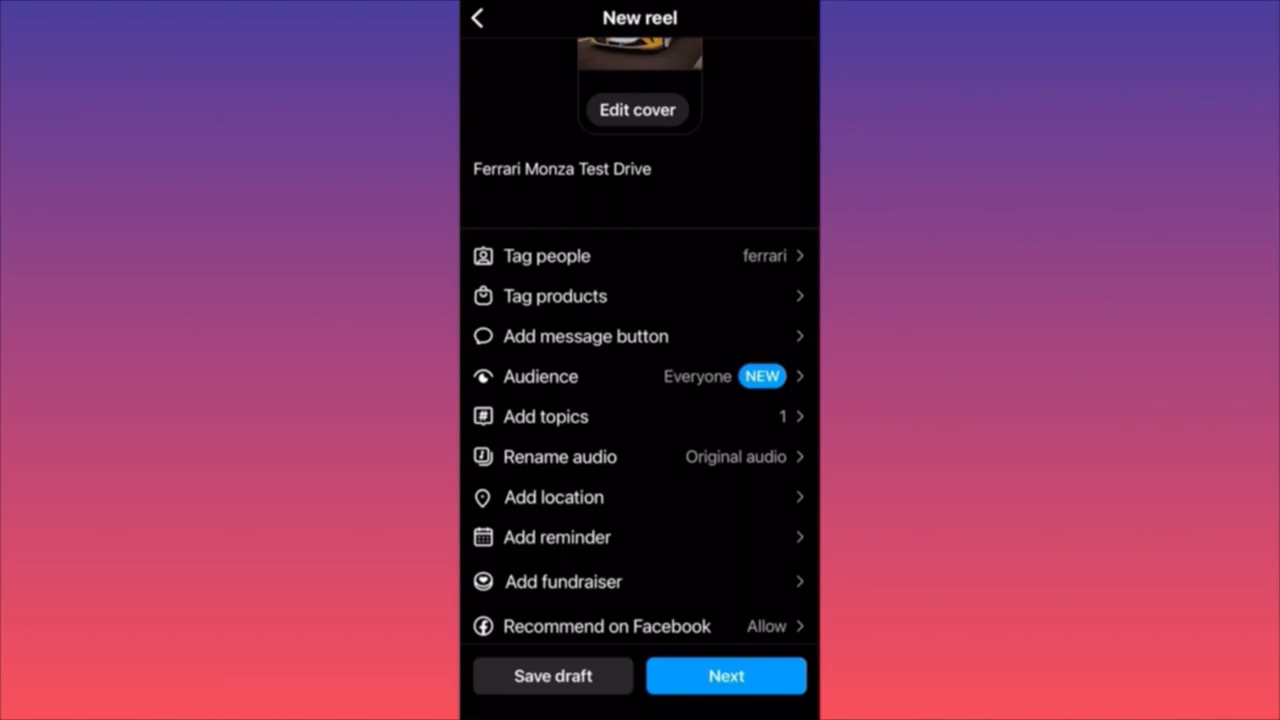 New reel
Edit cover
Ferrari Monza Test Drive
Tag people ferrari
Tag products
Add message button
Audience Everyone NEW
Add topics 1
Rename audio Original audio
Add location
Add reminder
Add fundraiser
Recommend on Facebook Allow
Save draft Next